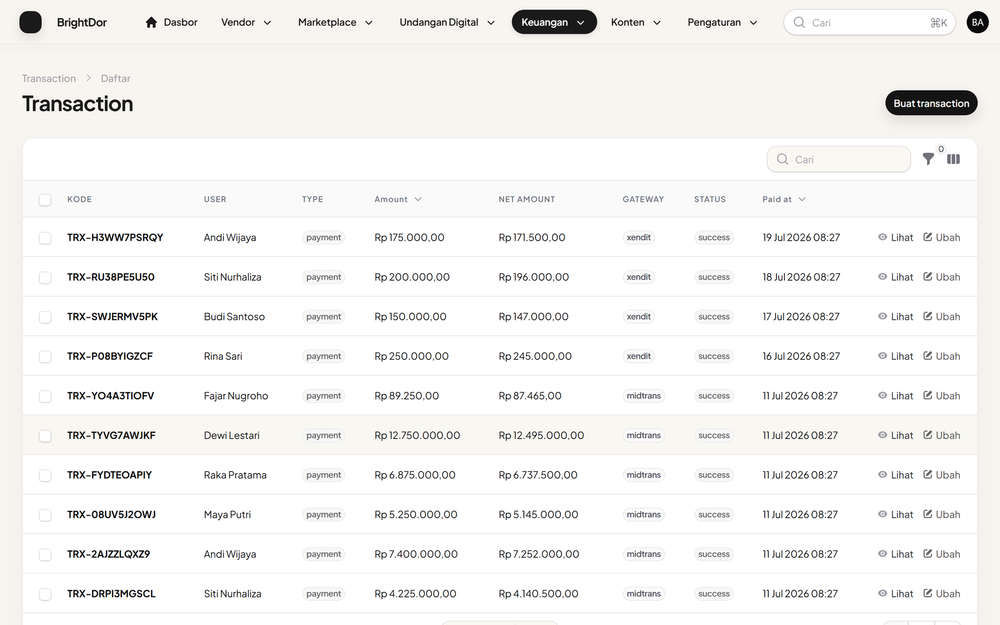 BrightDor Dasbor Vendor Marketplace Undangan Digital Keuangan Konten Pengaturan Cari ⌘K BA
Transaction > Daftar
Transaction
Buat transaction
Cari 0
KODE USER TYPE Amount NET AMOUNT GATEWAY STATUS Paid at
TRX-H3WW7PSRQY Andi Wijaya payment Rp 175.000,00 Rp 171.500,00 xendit success 19 Jul 2026 08:27 Lihat Ubah
TRX-RU38PE5U50 Siti Nurhaliza payment Rp 200.000,00 Rp 196.000,00 xendit success 18 Jul 2026 08:27 Lihat Ubah
TRX-SWJERMV5PK Budi Santoso payment Rp 150.000,00 Rp 147.000,00 xendit success 17 Jul 2026 08:27 Lihat Ubah
TRX-P08BYIGZCF Rina Sari payment Rp 250.000,00 Rp 245.000,00 xendit success 16 Jul 2026 08:27 Lihat Ubah
TRX-YO4A3TIOFV Fajar Nugroho payment Rp 89.250,00 Rp 87.465,00 midtrans success 11 Jul 2026 08:27 Lihat Ubah
TRX-TYVG7AWJKF Dewi Lestari payment Rp 12.750.000,00 Rp 12.495.000,00 midtrans success 11 Jul 2026 08:27 Lihat Ubah
TRX-FYDTEOAPIY Raka Pratama payment Rp 6.875.000,00 Rp 6.737.500,00 midtrans success 11 Jul 2026 08:27 Lihat Ubah
TRX-08UV5J2OWJ Maya Putri payment Rp 5.250.000,00 Rp 5.145.000,00 midtrans success 11 Jul 2026 08:27 Lihat Ubah
TRX-2AJZZLQXZ9 Andi Wijaya payment Rp 7.400.000,00 Rp 7.252.000,00 midtrans success 11 Jul 2026 08:27 Lihat Ubah
TRX-DRPI3MGSCL Siti Nurhaliza payment Rp 4.225.000,00 Rp 4.140.500,00 midtrans success 11 Jul 2026 08:27 Lihat Ubah